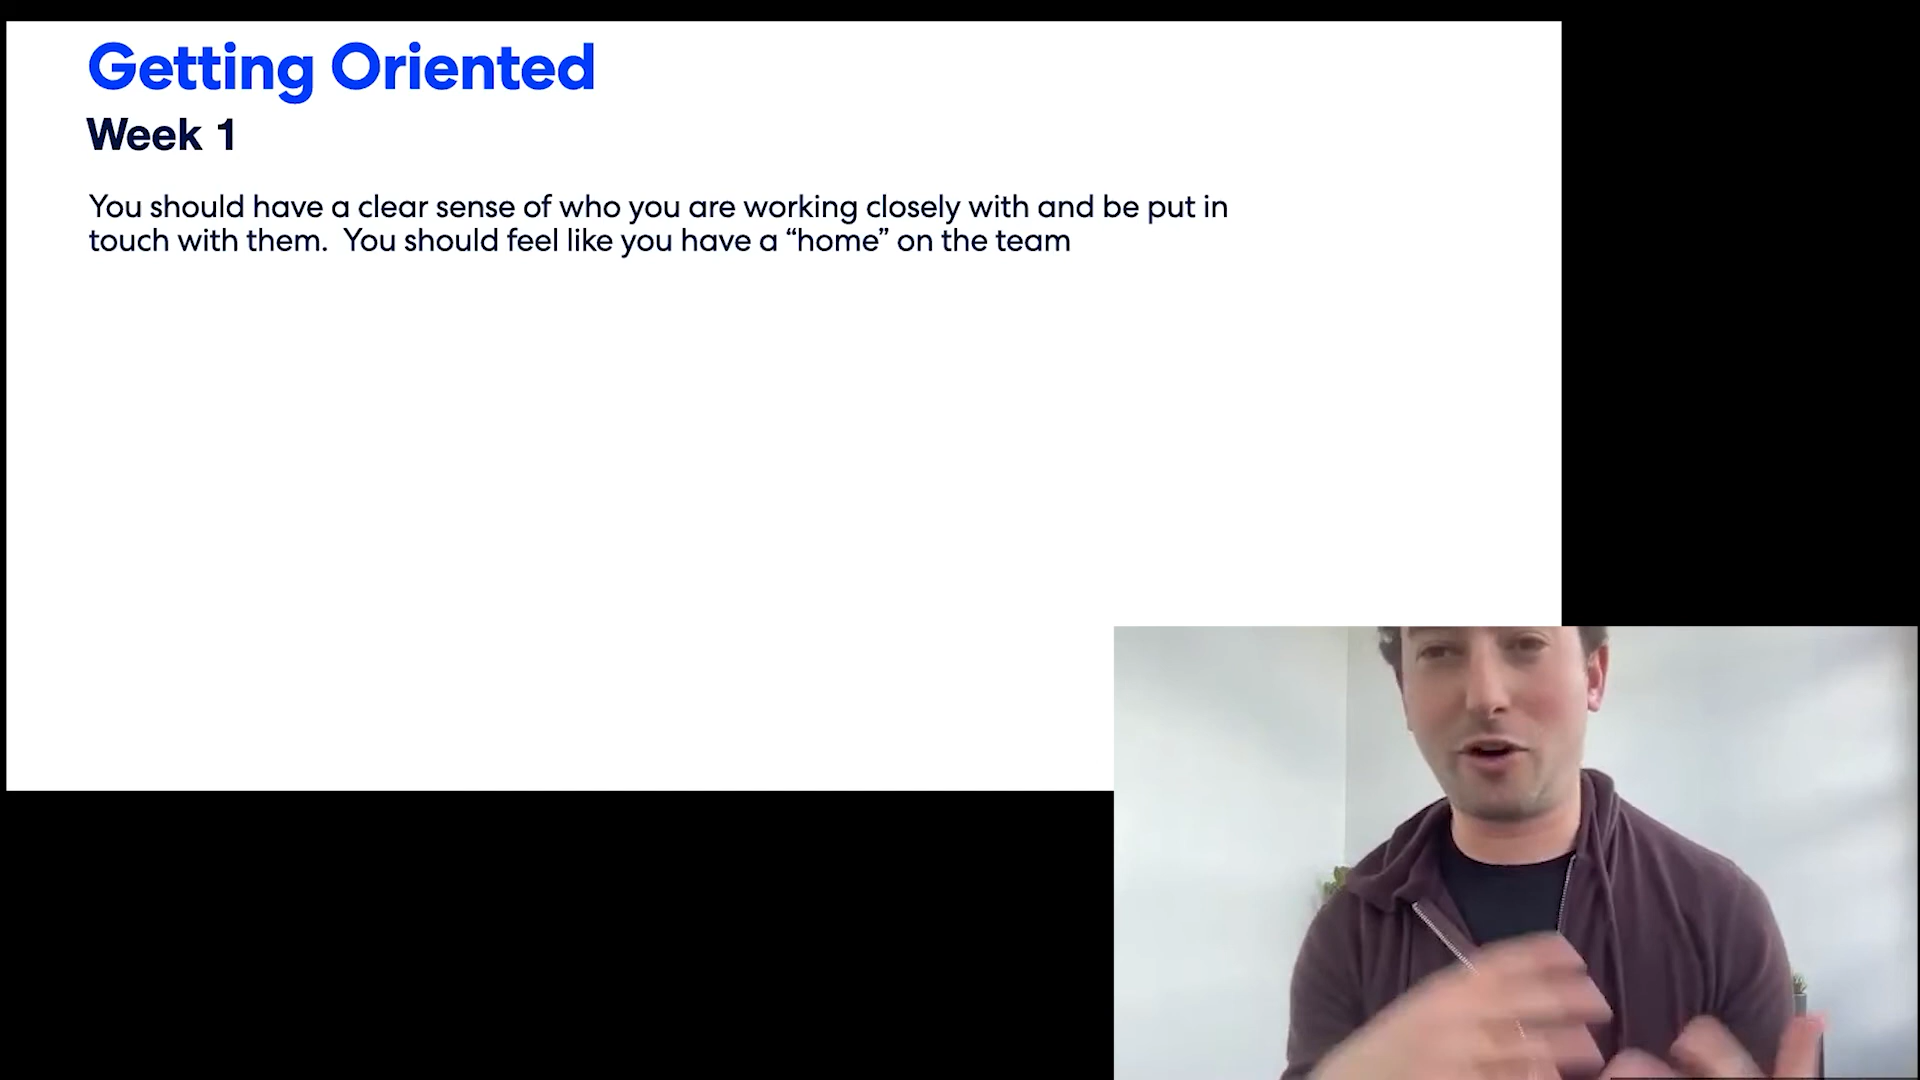 Getting Oriented
Week 1
You should have a clear sense of who you are working closely with and be put in
touch with them.  You should feel like you have a “home” on the team